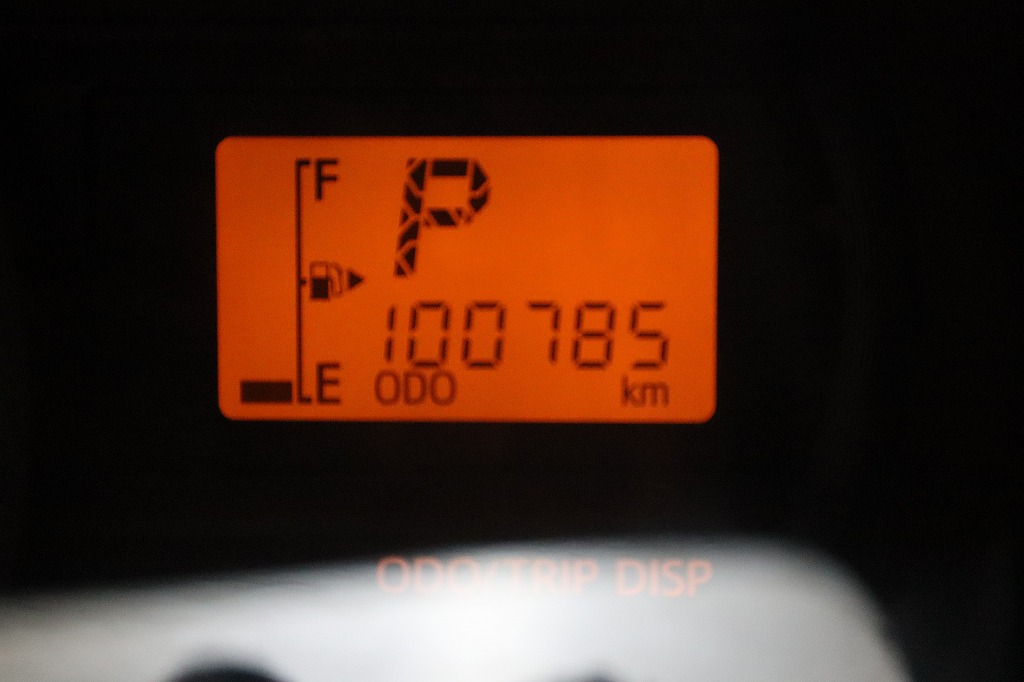 F
P
100785
E ODO km
ODO/TRIP DISP